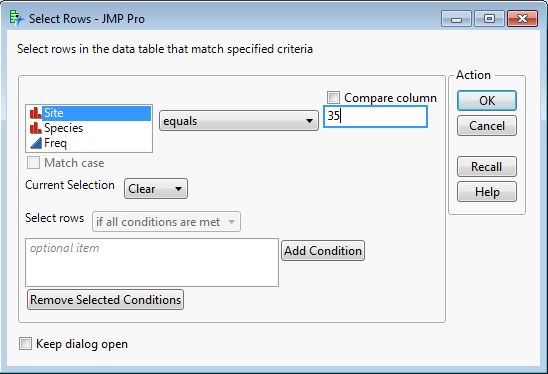 Select Rows - JMP Pro
Select rows in the data table that match specified criteria
Action
Compare column
Site
Species
Freq
equals
35
OK
Cancel
Match case
Current Selection Clear
Recall
Help
Select rows if all conditions are met
optional item
Add Condition
Remove Selected Conditions
Keep dialog open